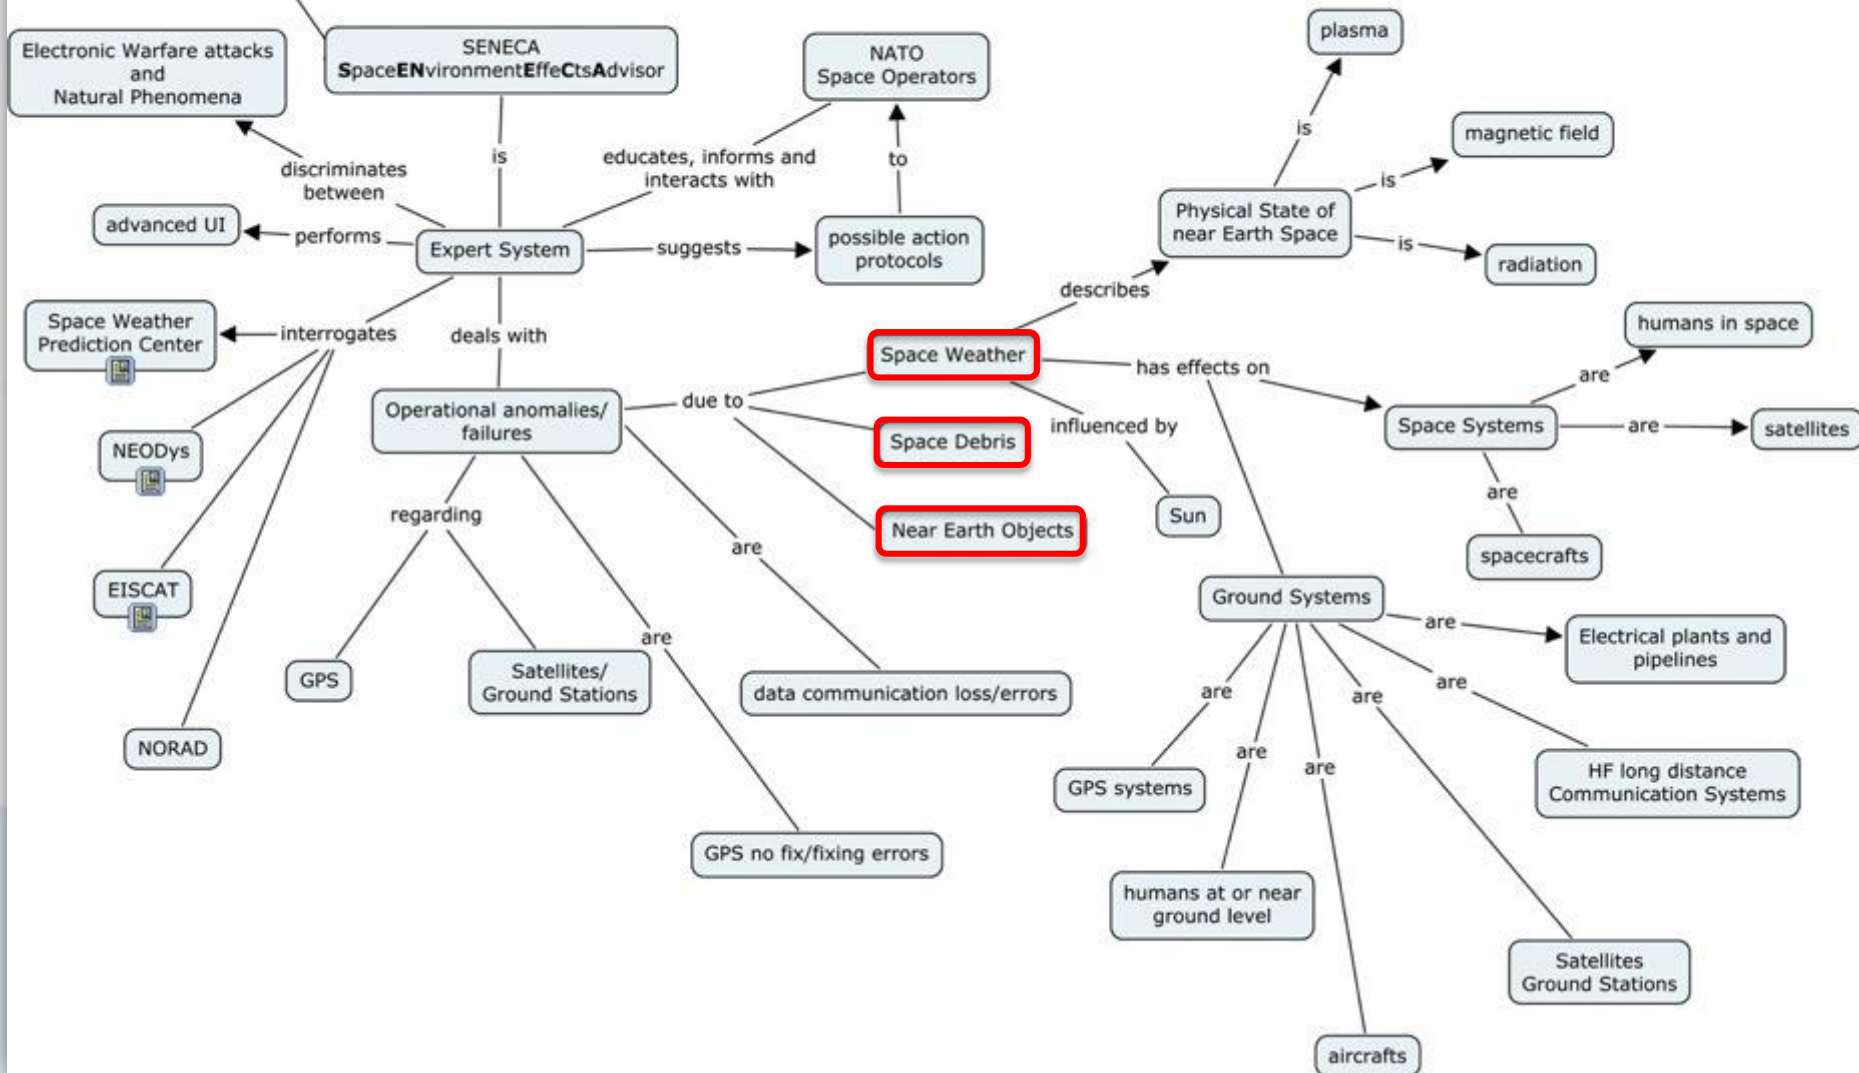 Electronic Warfare attacks
and
Natural Phenomena
SENECA
SpaceENvironmentEffeCtsAdvisor
NATO
Space Operators
plasma
is
magnetic field
is
discriminates
between
is
educates, informs and
interacts with
to
Physical State of
near Earth Space
is
radiation
advanced UI
performs
Expert System
suggests
possible action
protocols
describes
Space Weather
Prediction Center
interrogates
deals with
Space Weather
has effects on
humans in space
are
Operational anomalies/
failures
due to
Space Debris
influenced by
Space Systems
are
satellites
NEODys
regarding
Near Earth Objects
Sun
are
spacecrafts
are
EISCAT
Ground Systems
are
Electrical plants and
pipelines
are
GPS
Satellites/
Ground Stations
data communication loss/errors
are
are
are
NORAD
are
are
GPS systems
HF long distance
Communication Systems
GPS no fix/fixing errors
humans at or near
ground level
Satellites
Ground Stations
aircrafts